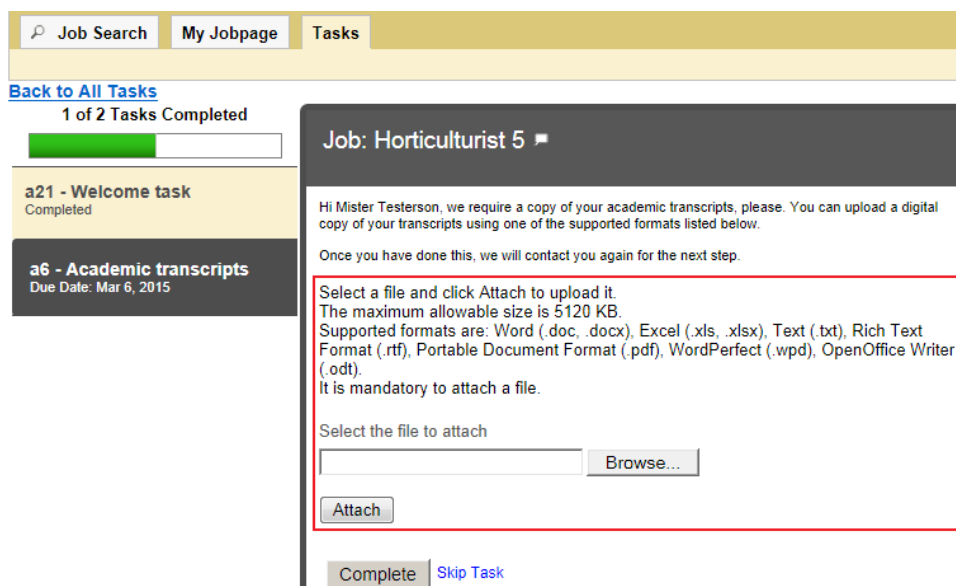 Job Search
My Jobpage
Tasks
Back to All Tasks
1 of 2 Tasks Completed
a21 - Welcome task
Completed
a6 - Academic transcripts
Due Date: Mar 6, 2015
Job: Horticulturist 5
Hi Mister Testerson, we require a copy of your academic transcripts, please. You can upload a digital
copy of your transcripts using one of the supported formats listed below.
Once you have done this, we will contact you again for the next step.
Select a file and click Attach to upload it.
The maximum allowable size is 5120 KB.
Supported formats are: Word (.doc, .docx), Excel (.xls, .xlsx), Text (.txt), Rich Text
Format (.rtf), Portable Document Format (.pdf), WordPerfect (.wpd), OpenOffice Writer
(.odt).
It is mandatory to attach a file.
Select the file to attach
Browse...
Attach
Complete
Skip Task